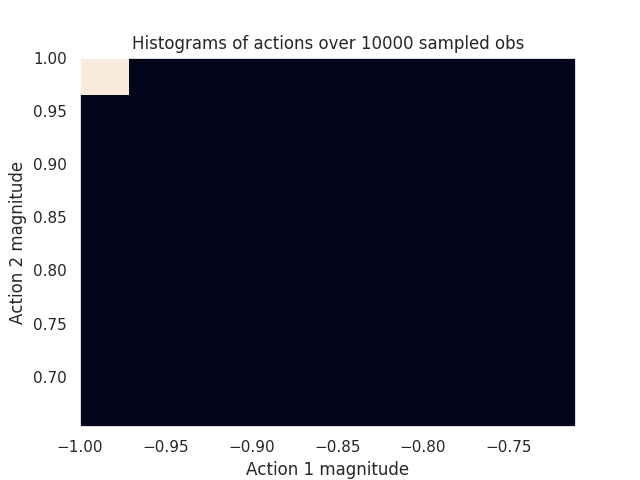 Histograms of actions over 10000 sampled obs
1.00
0.95
0.90
0.85
0.80
0.75
0.70
Action 2 magnitude
−1.00 −0.95 −0.90 −0.85 −0.80 −0.75
Action 1 magnitude